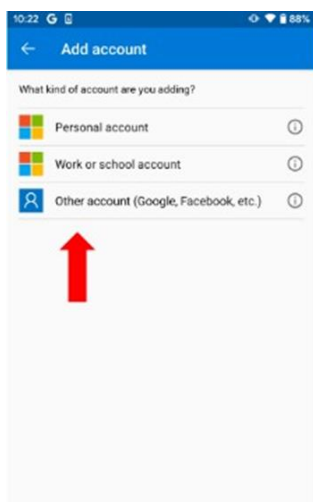 10:22 G 88%
Add account
What kind of account are you adding?
Personal account
Work or school account
Other account (Google, Facebook, etc.)